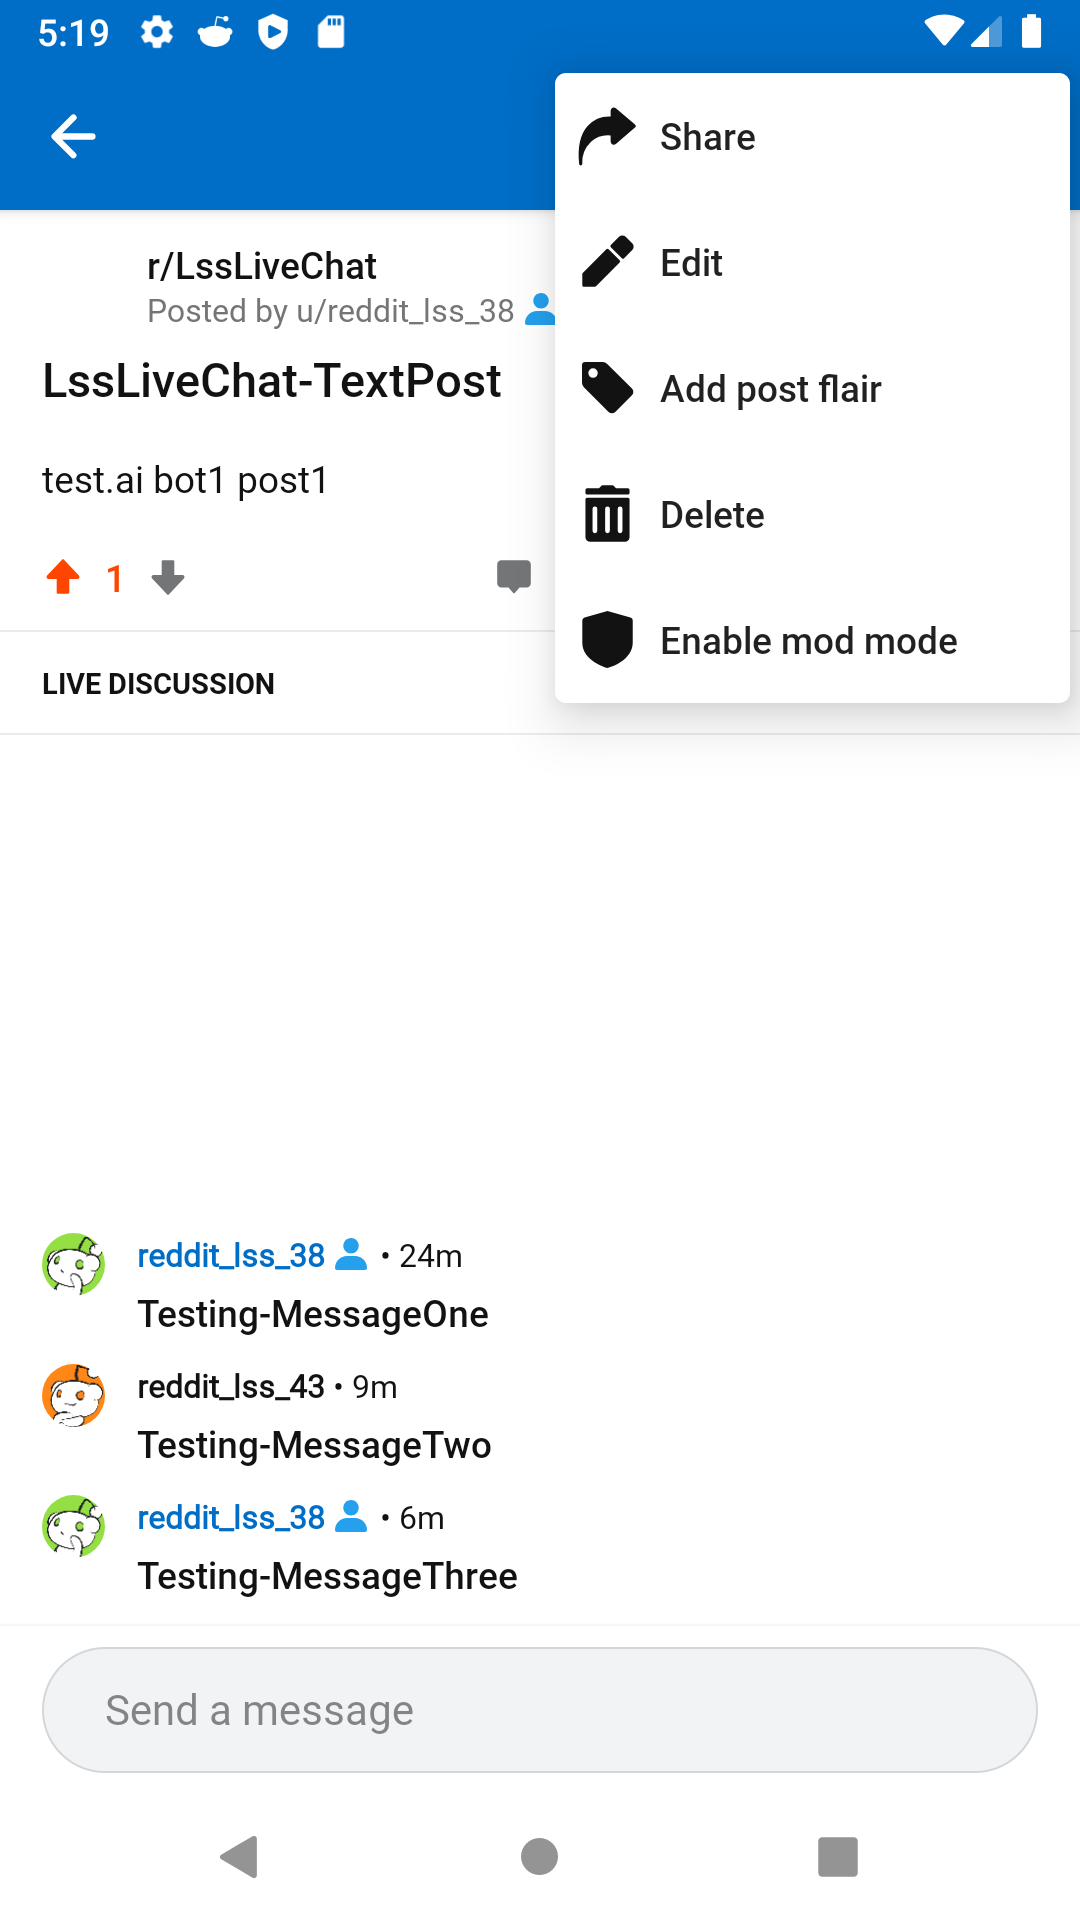 5:19
Share
Edit
Add post flair
Delete
Enable mod mode
r/LssLiveChat
Posted by u/reddit_lss_38
LssLiveChat-TextPost
test.ai bot1 post1
1
LIVE DISCUSSION
reddit_lss_38 • 24m
Testing-MessageOne
reddit_lss_43 • 9m
Testing-MessageTwo
reddit_lss_38 • 6m
Testing-MessageThree
Send a message